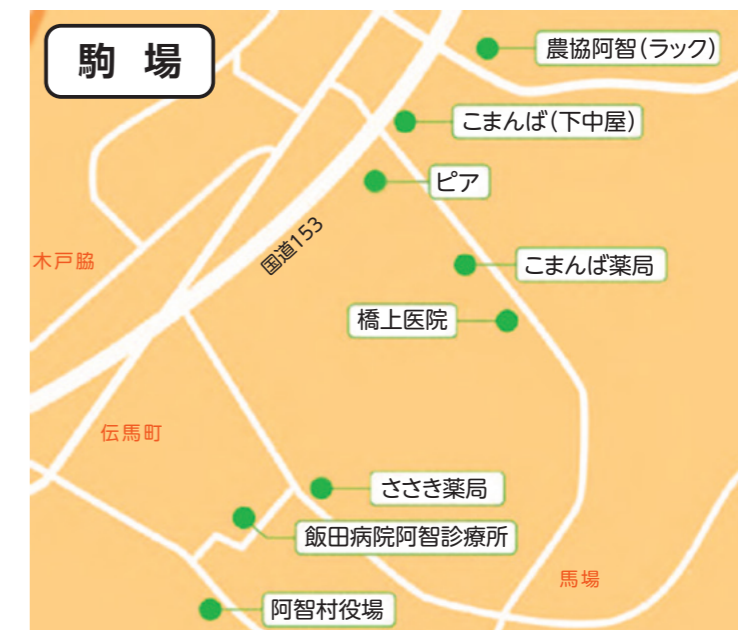 駒 場
農協阿智(ラック)
こまんば(下中屋)
ピア
国道153
木戸脇
こまんば薬局
橋上医院
伝馬町
ささき薬局
飯田病院阿智診療所
馬場
阿智村役場